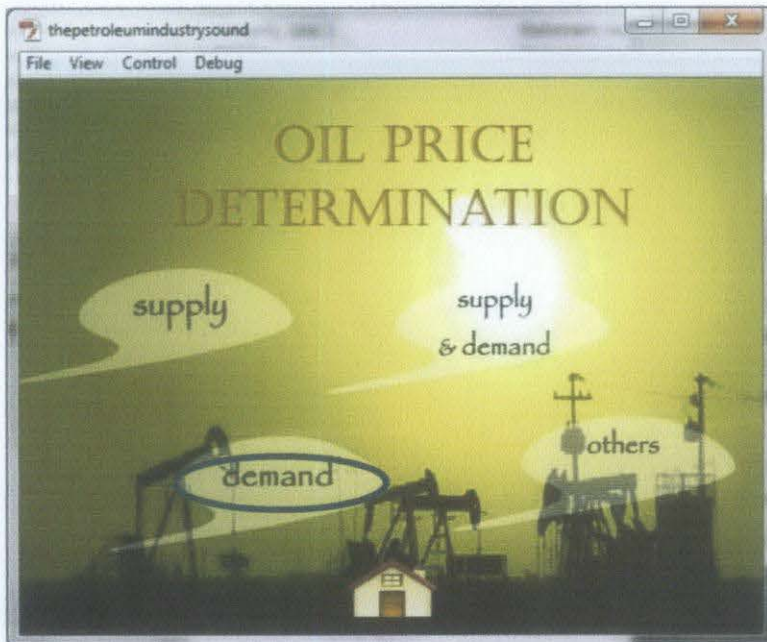 thepetroleumindustrysound
File View Control Debug
OIL PRICE
DETERMINATION
supply
supply
& demand
demand
others